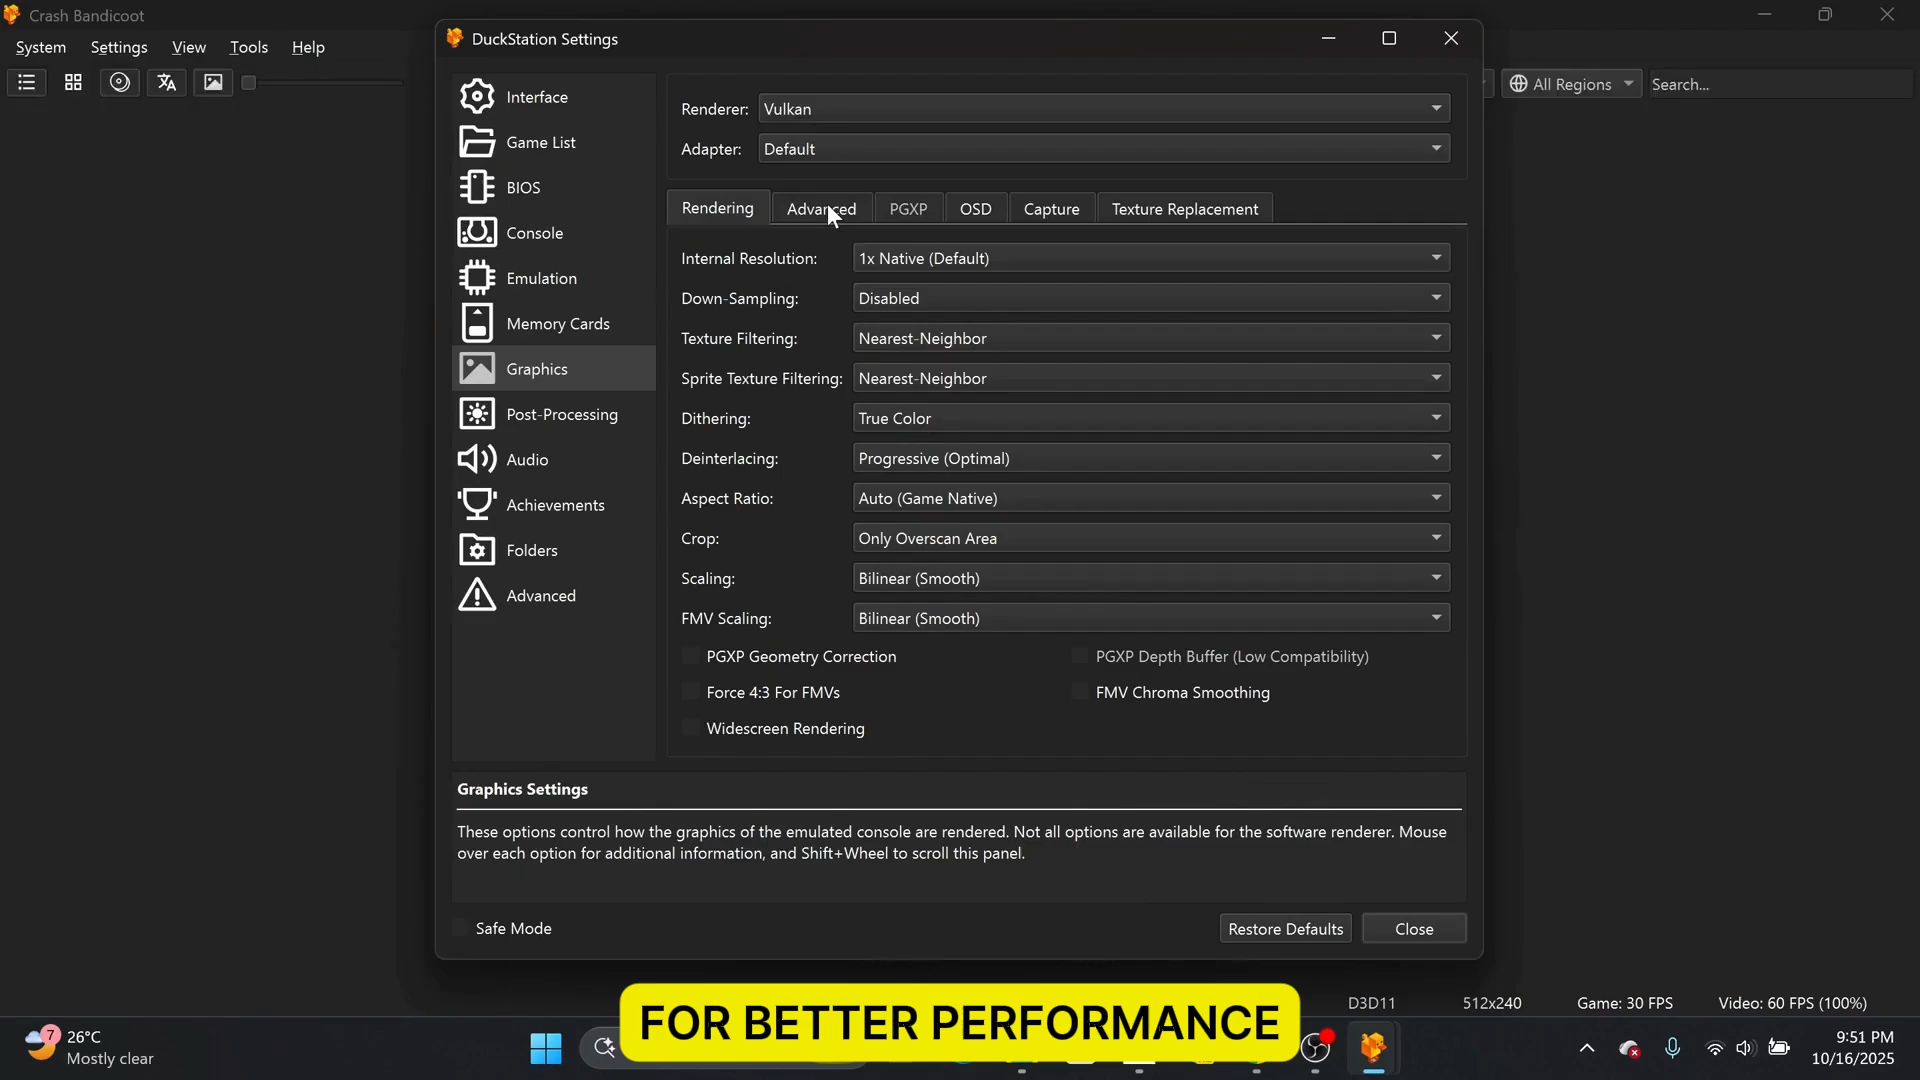 Crash Bandicoot
System Settings View Tools Help
All Regions
Search...
DuckStation Settings
Interface
Game List
BIOS
Console
Emulation
Memory Cards
Graphics
Post-Processing
Audio
Achievements
Folders
Advanced
Renderer: Vulkan
Adapter: Default
Rendering Advanced PGXP OSD Capture Texture Replacement
Internal Resolution: 1x Native (Default)
Down-Sampling: Disabled
Texture Filtering: Nearest-Neighbor
Sprite Texture Filtering: Nearest-Neighbor
Dithering: True Color
Deinterlacing: Progressive (Optimal)
Aspect Ratio: Auto (Game Native)
Crop: Only Overscan Area
Scaling: Bilinear (Smooth)
FMV Scaling: Bilinear (Smooth)
PGXP Geometry Correction PGXP Depth Buffer (Low Compatibility)
Force 4:3 For FMVs FMV Chroma Smoothing
Widescreen Rendering
Graphics Settings
These options control how the graphics of the emulated console are rendered. Not all options are available for the software renderer. Mouse
over each option for additional information, and Shift+Wheel to scroll this panel.
Safe Mode
Restore Defaults Close
D3D11 512x240 Game: 30 FPS Video: 60 FPS (100%)
FOR BETTER PERFORMANCE
7
26°C
Mostly clear
9:51 PM
10/16/2025